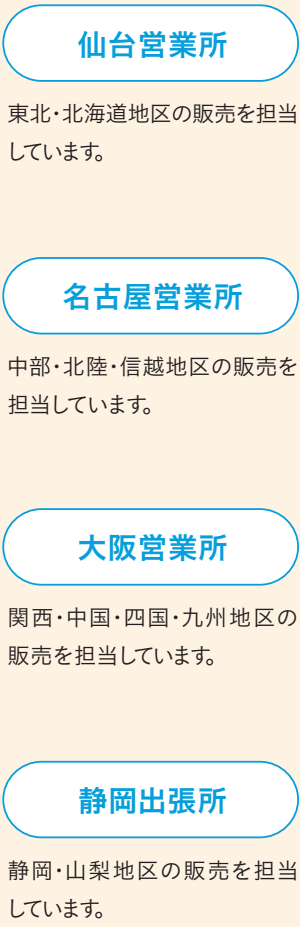 仙台営業所
東北・北海道地区の販売を担当
しています。
名古屋営業所
中部・北陸・信越地区の販売を
担当しています。
大阪営業所
関西・中国・四国・九州地区の
販売を担当しています。
静岡出張所
静岡・山梨地区の販売を担当
しています。